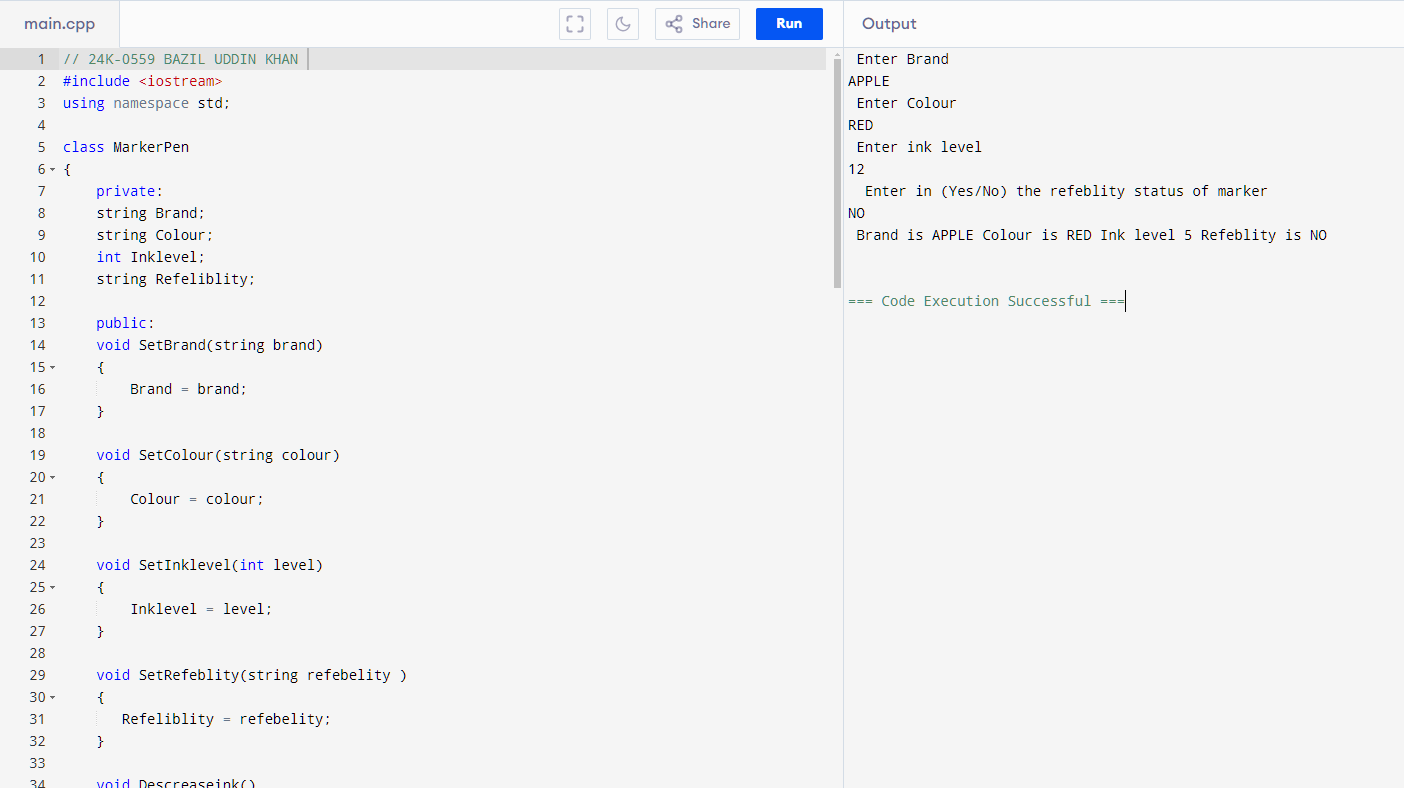 main.cpp
Share
Run
Output
1 // 24K-0559 BAZIL UDDIN KHAN
2 #include <iostream>
3 using namespace std;
4
5 class MarkerPen
6 {
7 private:
8 string Brand;
9 string Colour;
10 int Inklevel;
11 string Refeliblity;
12
13 public:
14 void SetBrand(string brand)
15 {
16 Brand = brand;
17 }
18
19 void SetColour(string colour)
20 {
21 Colour = colour;
22 }
23
24 void SetInklevel(int level)
25 {
26 Inklevel = level;
27 }
28
29 void SetRefeblity(string refebelity )
30 {
31 Refeliblity = refebelity;
32 }
33
34 void Descreaseink()
Enter Brand
APPLE
Enter Colour
RED
Enter ink level
12
Enter in (Yes/No) the refeblity status of marker
NO
Brand is APPLE Colour is RED Ink level 5 Refeblity is NO
=== Code Execution Successful ===